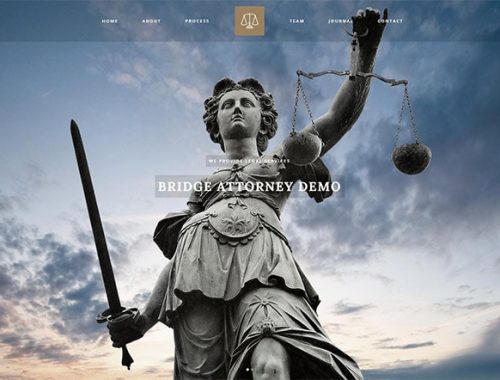 HOME ABOUT PROCESS TEAM JOURNAL CONTACT
WE PROVIDE LEGAL SERVICES
BRIDGE ATTORNEY DEMO